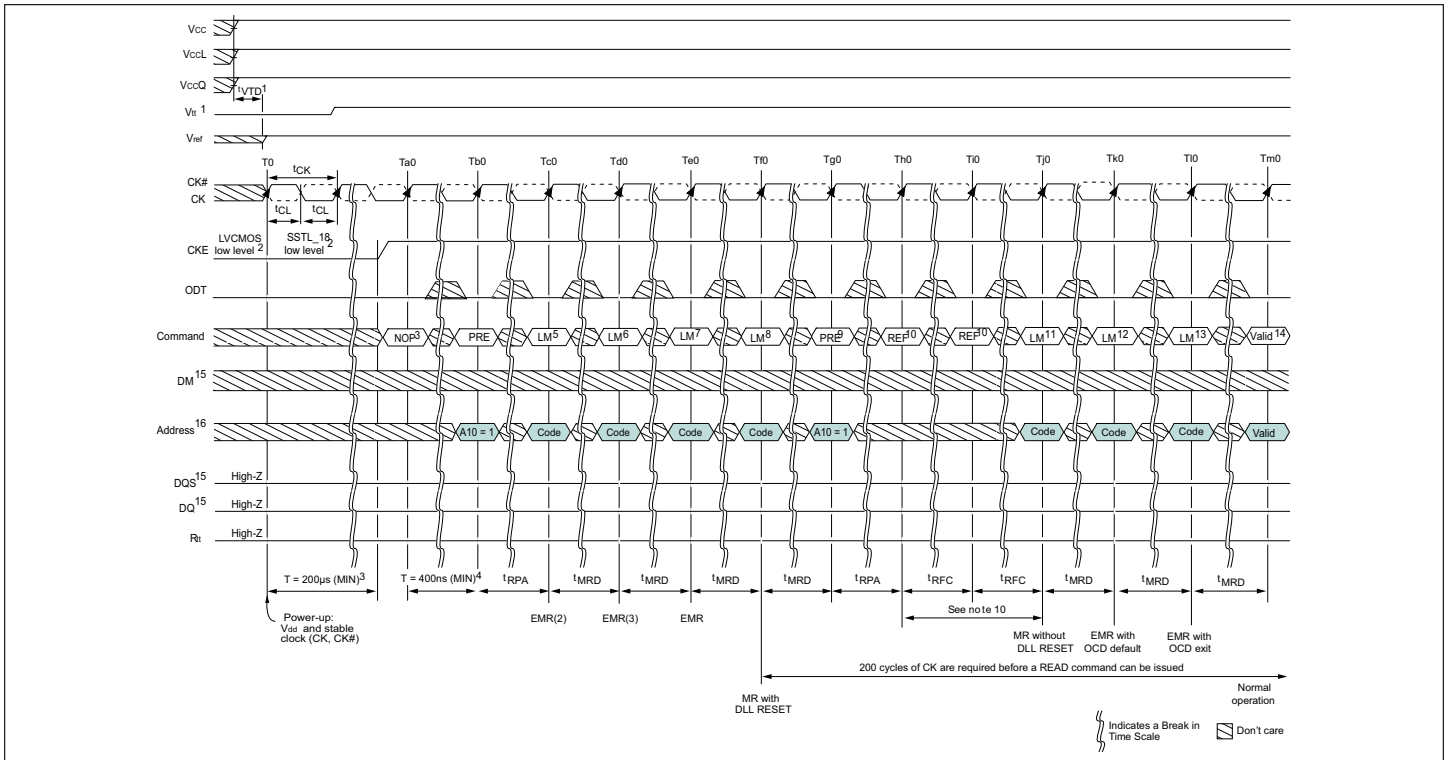 Vcc
VccL
VccQ
tVTD1
Vtt 1
Vref
T0 Ta0 Tb0 Tc0 Td0 Te0 Tf0 Tg0 Th0 Ti0 Tj0 Tk0 Tl0 Tm0
tCK
CK#
CK
tCL tCL
LVCMOS low level 2
SSTL_18 low level 2
CKE
ODT
Command NOP3 PRE LM5 LM6 LM7 LM8 PRE9 REF10 REF10 LM11 LM12 LM13 Valid 14
DM15
Address16 A10 = 1 Code Code Code Code A10 = 1 Code Code Code Valid
DQS15 High-Z
DQ15 High-Z
Rtt High-Z
T = 200µs (MIN)3 T = 400ns (MIN)4 tRPA tMRD tMRD tMRD tMRD tRPA tRFC tRFC tMRD tMRD tMRD
See note 10
Power-up:
Vdd and stable
clock (CK, CK#)
EMR(2) EMR(3) EMR
MR without
DLL RESET
EMR with
OCD default
EMR with
OCD exit
200 cycles of CK are required before a READ command can be issued
MR with
DLL RESET
Normal
operation
Indicates a Break in
Time Scale
Don't care